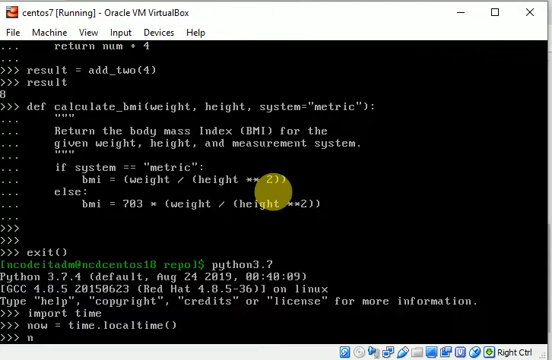 centos7 [Running] - Oracle VM VirtualBox
File Machine View Input Devices Help
... return num + 4
>>> result = add_two(4)
>>> result
8
>>> def calculate_bmi(weight, height, system="metric"):
... """
... Return the body mass Index (BMI) for the
... given weight, height, and measurement system.
... """
... if system == "metric":
... bmi = (weight / (height ** 2))
... else:
... bmi = 703 * (weight / (height **2))
...
>>>
>>>
>>> exit()
[ncodeitadm@ncdcentos18 repo]$ python3.7
Python 3.7.4 (default, Aug 24 2019, 00:40:09)
[GCC 4.8.5 20150623 (Red Hat 4.8.5-36)] on linux
Type "help", "copyright", "credits" or "license" for more information.
>>> import time
>>> now = time.localtime()
>>> n
Right Ctrl